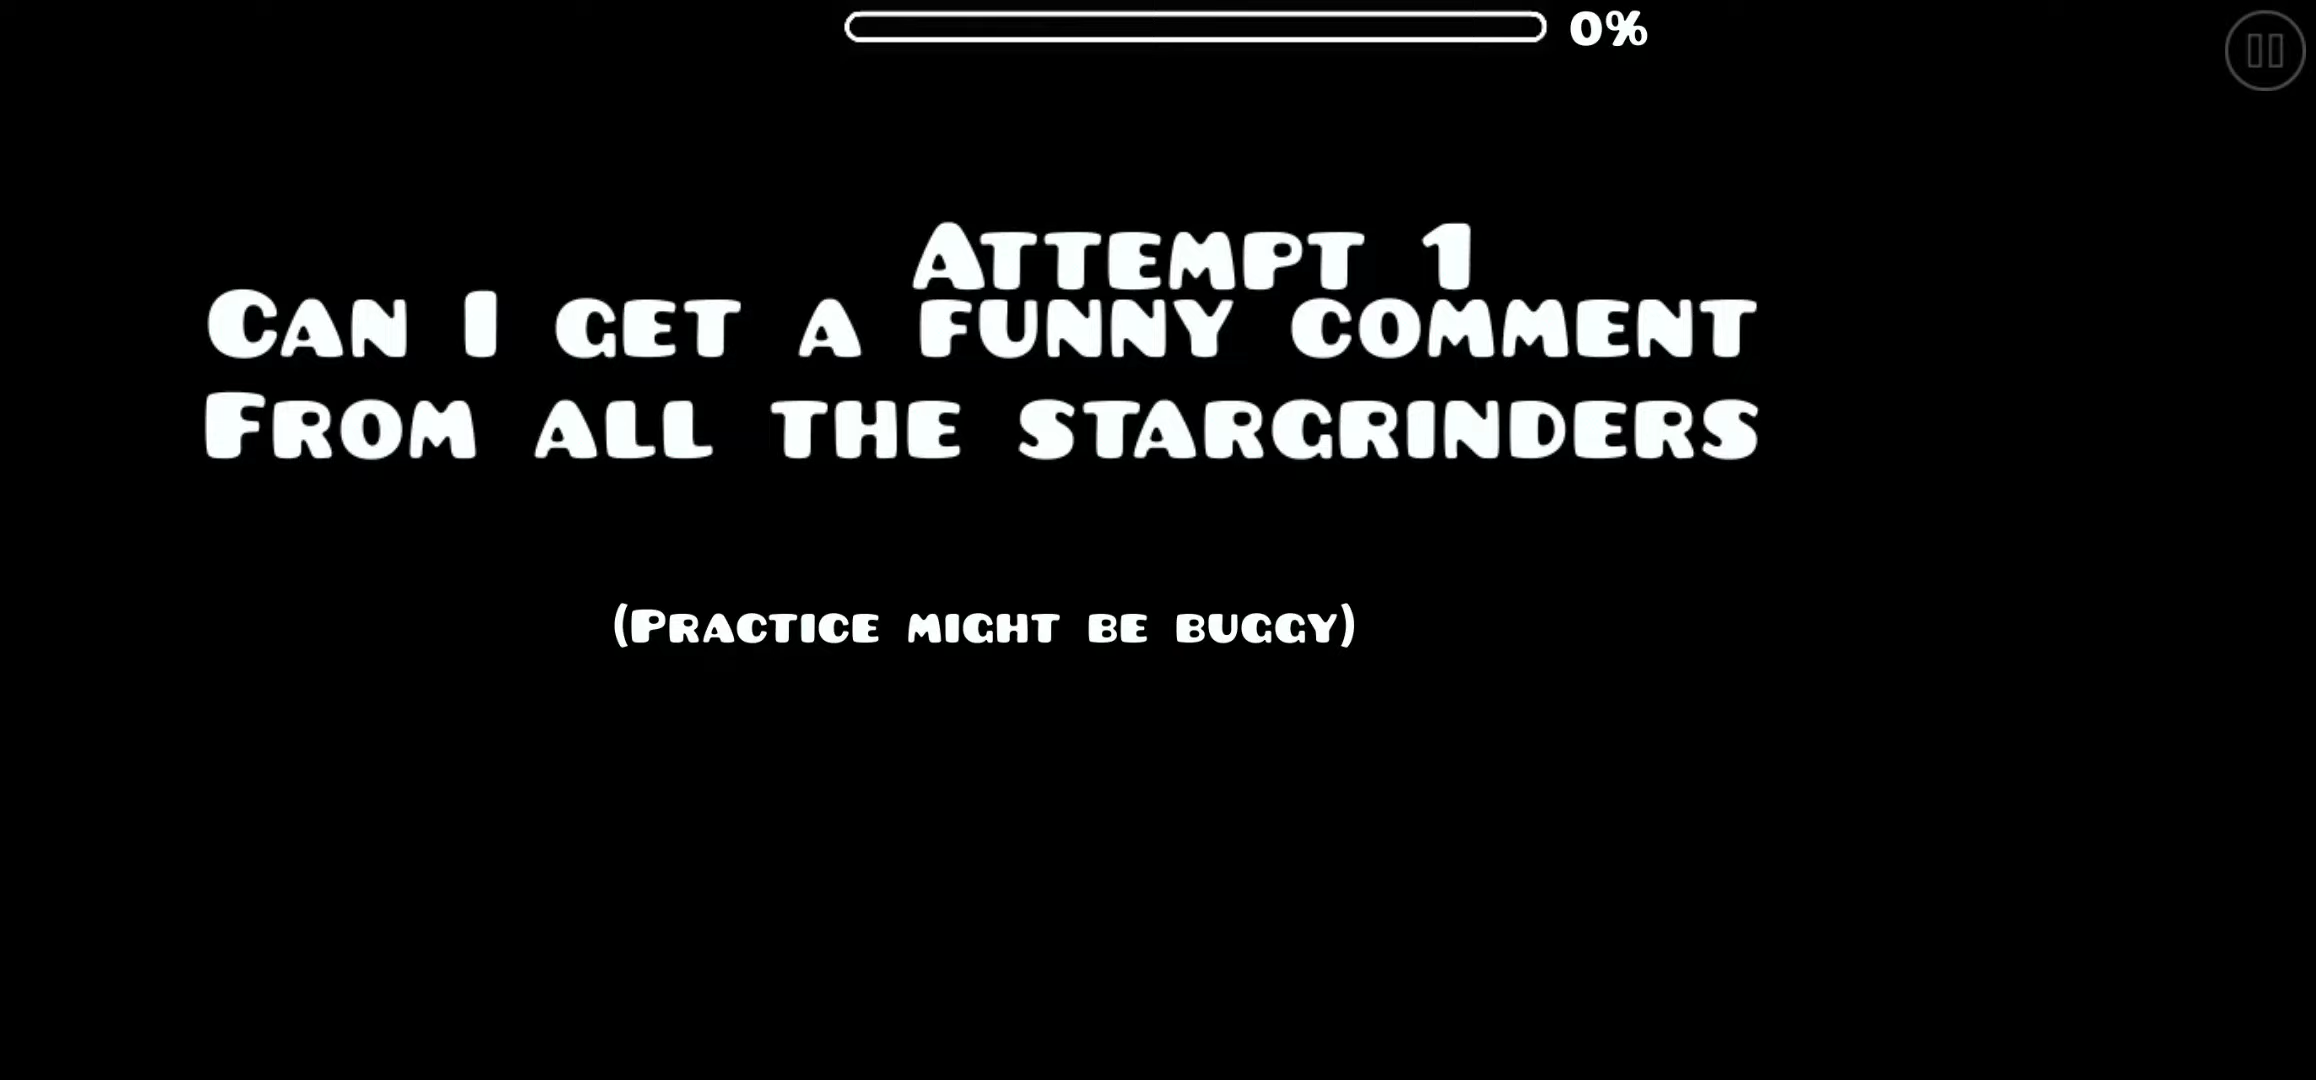 0%
Attempt 1
Can I get a funny comment
From all the stargrinders
(Practice might be buggy)